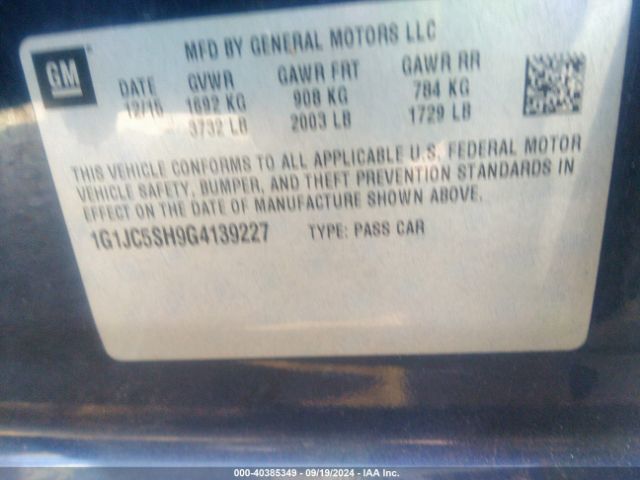 GM
MFD BY GENERAL MOTORS LLC
DATE GVWR GAWR FRT GAWR RR
12/15 1692 KG 908 KG 784 KG
3732 LB 2003 LB 1729 LB
THIS VEHICLE CONFORMS TO ALL APPLICABLE U.S. FEDERAL MOTOR
VEHICLE SAFETY, BUMPER, AND THEFT PREVENTION STANDARDS IN
EFFECT ON THE DATE OF MANUFACTURE SHOWN ABOVE.
1G1JC5SH9G4139227 TYPE: PASS CAR
000-40385349 - 09/19/2024 - IAA Inc.